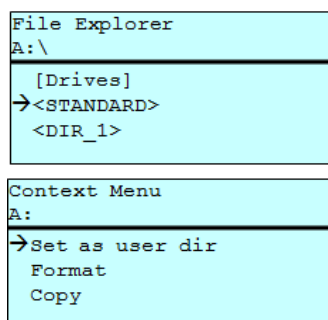 File Explorer
A:\
[Drives]
→<STANDARD>
<DIR_1>
Context Menu
A:
→Set as user dir
Format
Copy